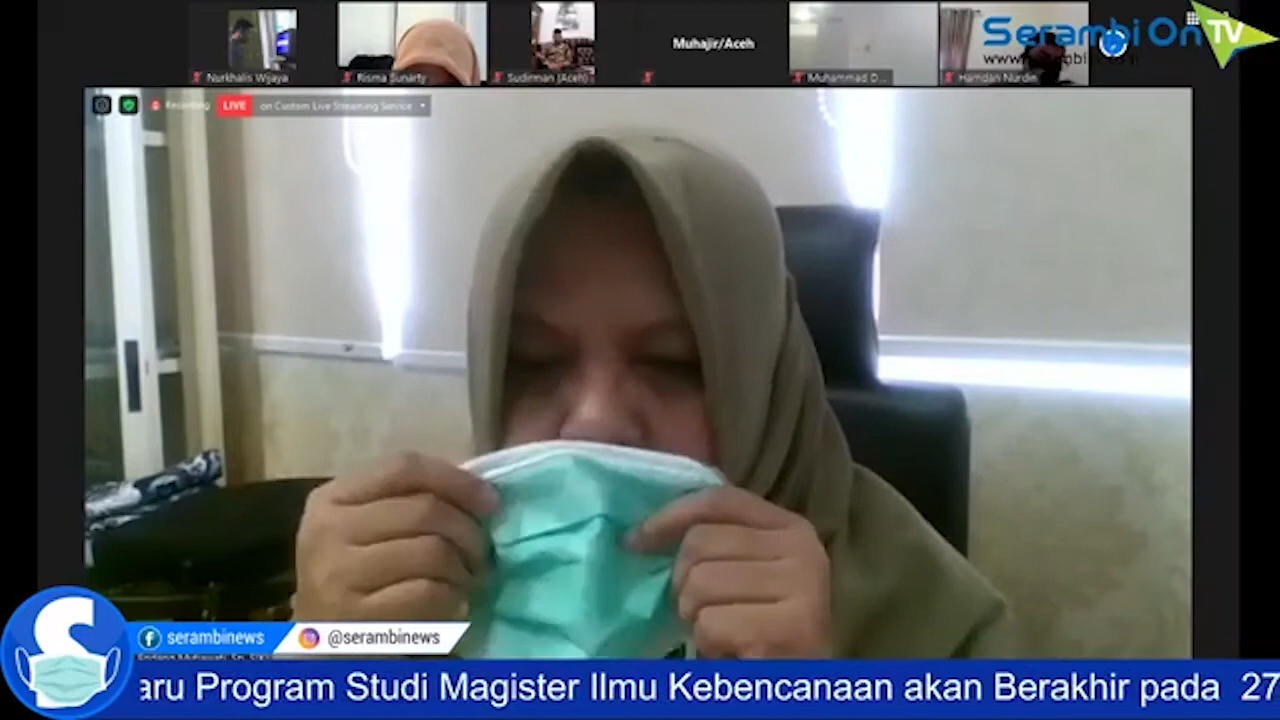 Nurkhalis Wijaya
Risma Sunarty
Sudirman (Aceh)
Muhajir/Aceh
Muhammad D...
Hamdan Nurdin
Serambi On TV
Recording
LIVE
on Custom Live Streaming Service
serambinews
@serambinews
aru Program Studi Magister Ilmu Kebencanaan akan Berakhir pada 27